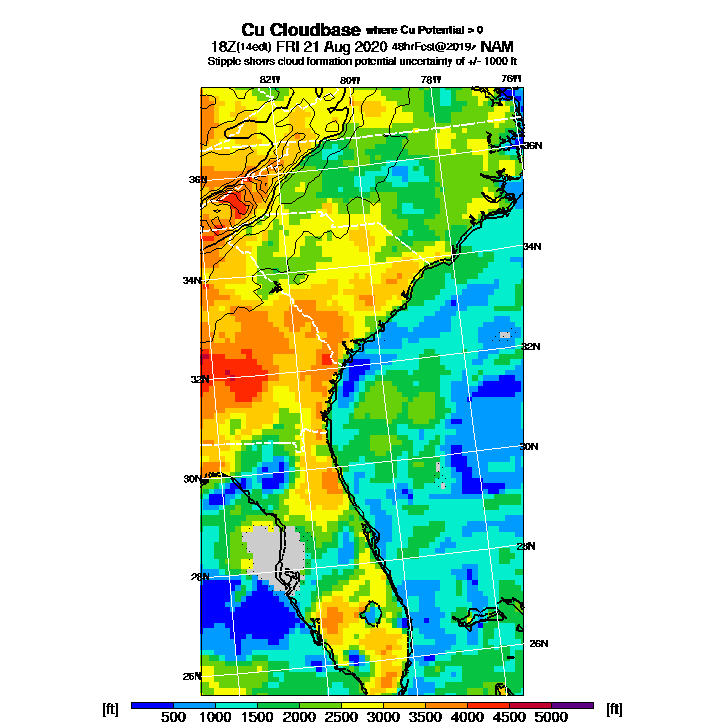 Cu Cloudbase where Cu Potential > 0
18Z(14edt) FRI 21 Aug 2020 48hrFcst@2019z NAM
Stipple shows cloud formation potential uncertainty of +/- 1000 ft
82W 80W 78W 76W
36N
36N
34N
34N
32N
32N
30N
30N
28N
28N
26N
26N
[ft] 500 1000 1500 2000 2500 3000 3500 4000 4500 5000 [ft]